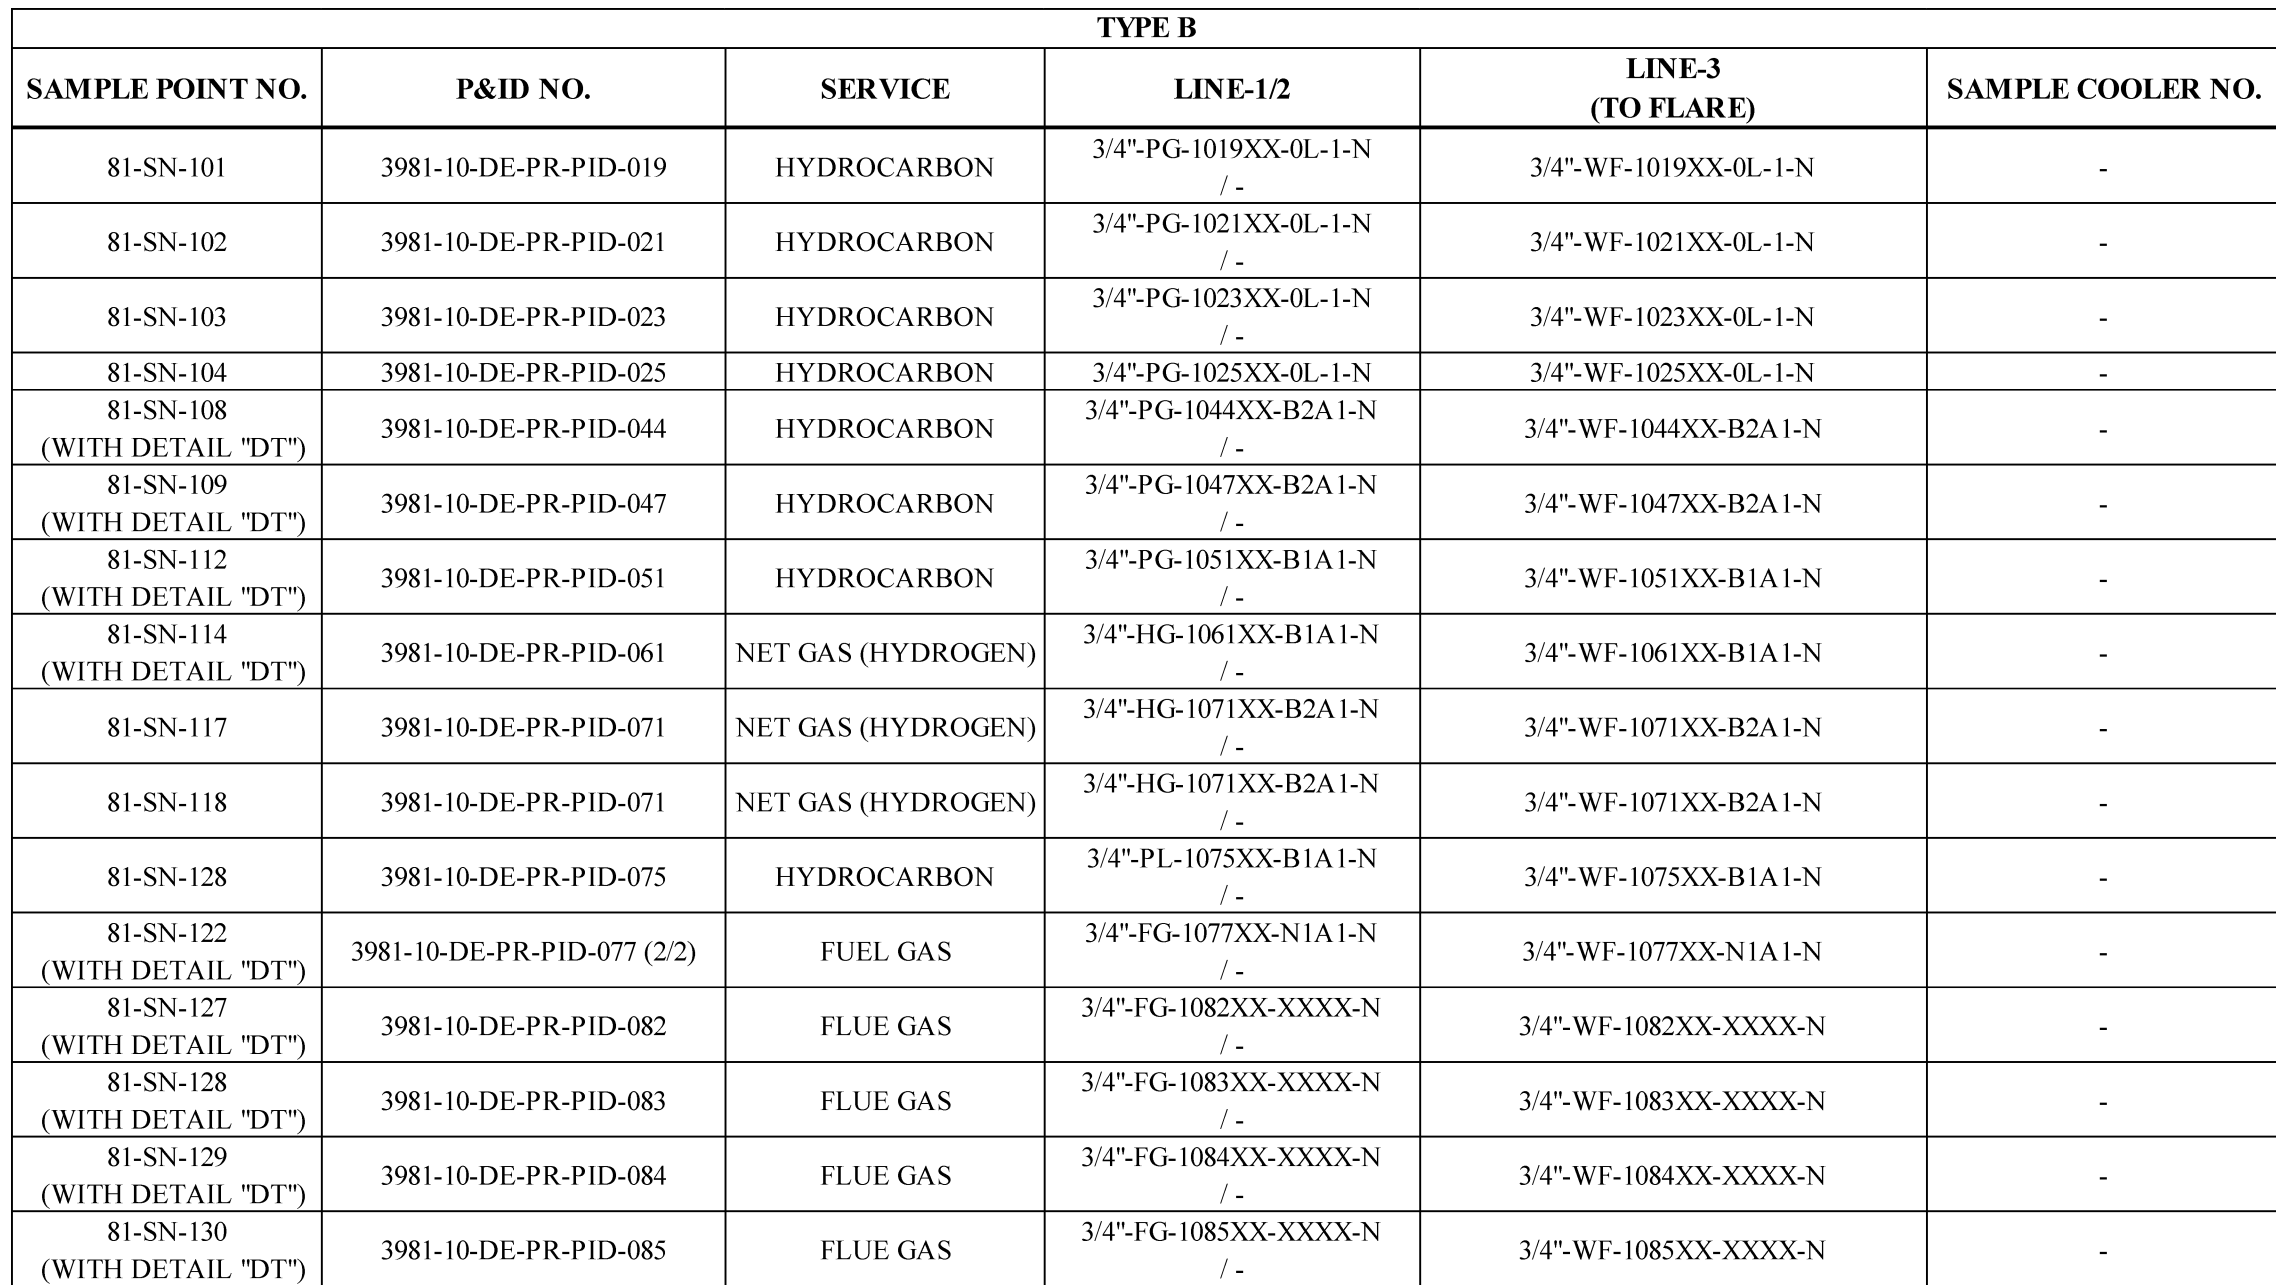 TYPE B
SAMPLE POINT NO. P&ID NO. SERVICE LINE-1/2 LINE-3 (TO FLARE) SAMPLE COOLER NO.
81-SN-101 3981-10-DE-PR-PID-019 HYDROCARBON 3/4"-PG-1019XX-0L-1-N / - 3/4"-WF-1019XX-0L-1-N -
81-SN-102 3981-10-DE-PR-PID-021 HYDROCARBON 3/4"-PG-1021XX-0L-1-N / - 3/4"-WF-1021XX-0L-1-N -
81-SN-103 3981-10-DE-PR-PID-023 HYDROCARBON 3/4"-PG-1023XX-0L-1-N / - 3/4"-WF-1023XX-0L-1-N -
81-SN-104 3981-10-DE-PR-PID-025 HYDROCARBON 3/4"-PG-1025XX-0L-1-N 3/4"-WF-1025XX-0L-1-N -
81-SN-108 (WITH DETAIL "DT") 3981-10-DE-PR-PID-044 HYDROCARBON 3/4"-PG-1044XX-B2A1-N / - 3/4"-WF-1044XX-B2A1-N -
81-SN-109 (WITH DETAIL "DT") 3981-10-DE-PR-PID-047 HYDROCARBON 3/4"-PG-1047XX-B2A1-N / - 3/4"-WF-1047XX-B2A1-N -
81-SN-112 (WITH DETAIL "DT") 3981-10-DE-PR-PID-051 HYDROCARBON 3/4"-PG-1051XX-B1A1-N / - 3/4"-WF-1051XX-B1A1-N -
81-SN-114 (WITH DETAIL "DT") 3981-10-DE-PR-PID-061 NET GAS (HYDROGEN) 3/4"-HG-1061XX-B1A1-N / - 3/4"-WF-1061XX-B1A1-N -
81-SN-117 3981-10-DE-PR-PID-071 NET GAS (HYDROGEN) 3/4"-HG-1071XX-B2A1-N / - 3/4"-WF-1071XX-B2A1-N -
81-SN-118 3981-10-DE-PR-PID-071 NET GAS (HYDROGEN) 3/4"-HG-1071XX-B2A1-N / - 3/4"-WF-1071XX-B2A1-N -
81-SN-128 3981-10-DE-PR-PID-075 HYDROCARBON 3/4"-PL-1075XX-B1A1-N / - 3/4"-WF-1075XX-B1A1-N -
81-SN-122 (WITH DETAIL "DT") 3981-10-DE-PR-PID-077 (2/2) FUEL GAS 3/4"-FG-1077XX-N1A1-N / - 3/4"-WF-1077XX-N1A1-N -
81-SN-127 (WITH DETAIL "DT") 3981-10-DE-PR-PID-082 FLUE GAS 3/4"-FG-1082XX-XXXX-N / - 3/4"-WF-1082XX-XXXX-N -
81-SN-128 (WITH DETAIL "DT") 3981-10-DE-PR-PID-083 FLUE GAS 3/4"-FG-1083XX-XXXX-N / - 3/4"-WF-1083XX-XXXX-N -
81-SN-129 (WITH DETAIL "DT") 3981-10-DE-PR-PID-084 FLUE GAS 3/4"-FG-1084XX-XXXX-N / - 3/4"-WF-1084XX-XXXX-N -
81-SN-130 (WITH DETAIL "DT") 3981-10-DE-PR-PID-085 FLUE GAS 3/4"-FG-1085XX-XXXX-N / - 3/4"-WF-1085XX-XXXX-N -